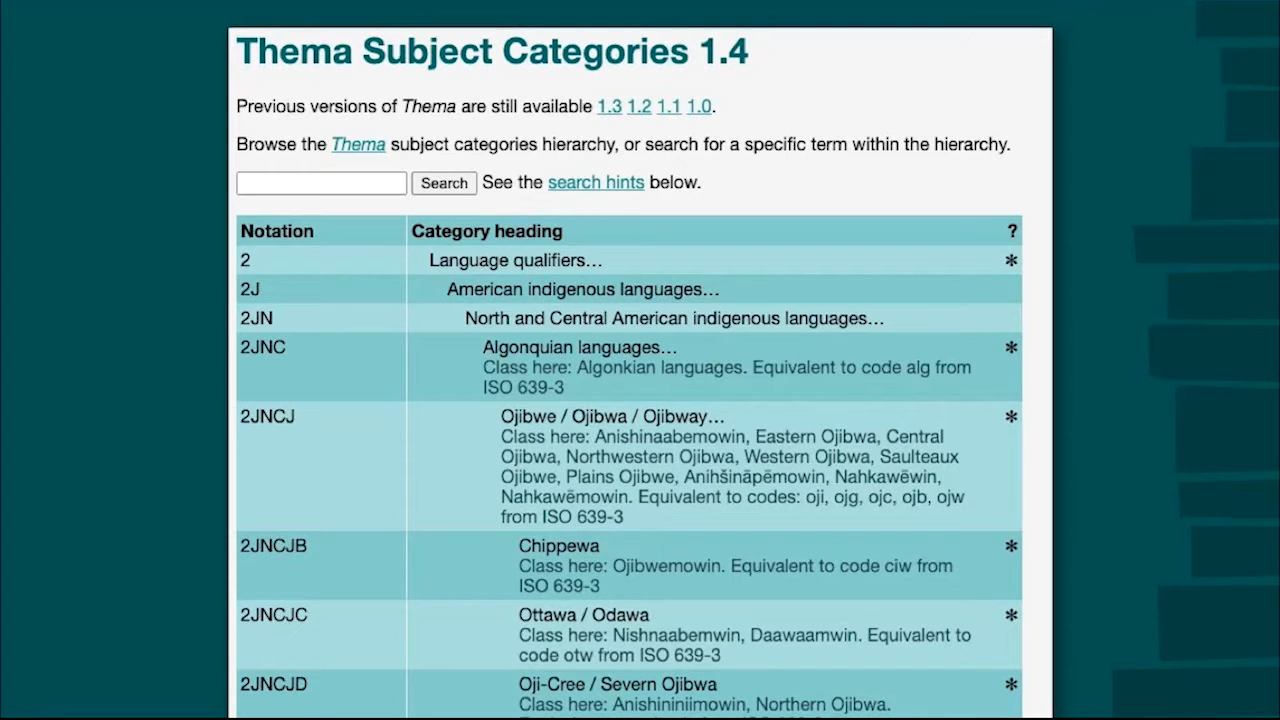 Thema Subject Categories 1.4
Previous versions of Thema are still available 1.3 1.2 1.1 1.0.
Browse the Thema subject categories hierarchy, or search for a specific term within the hierarchy.
Search See the search hints below.
Notation Category heading ?
2 Language qualifiers… *
2J American indigenous languages…
2JN North and Central American indigenous languages…
2JNC Algonquian languages… *
Class here: Algonkian languages. Equivalent to code alg from
ISO 639-3
2JNCJ Ojibwe / Ojibwa / Ojibway… *
Class here: Anishinaabemowin, Eastern Ojibwa, Central
Ojibwa, Northwestern Ojibwa, Western Ojibwa, Saulteaux
Ojibwe, Plains Ojibwe, Anihšināpēmowin, Nahkawēwin,
Nahkawēmowin. Equivalent to codes: oji, ojg, ojc, ojb, ojw
from ISO 639-3
2JNCJB Chippewa *
Class here: Ojibwemowin. Equivalent to code ciw from
ISO 639-3
2JNCJC Ottawa / Odawa *
Class here: Nishnaabemwin, Daawaamwin. Equivalent to
code otw from ISO 639-3
2JNCJD Oji-Cree / Severn Ojibwa *
Class here: Anishininiimowin, Northern Ojibwa.